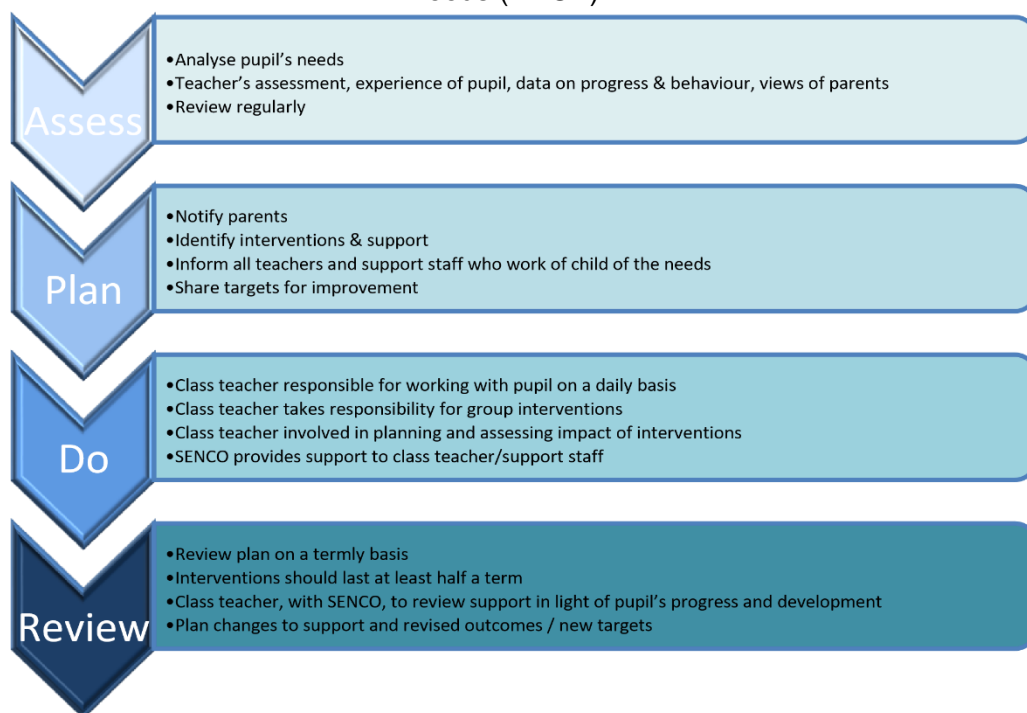 Assess
•Analyse pupil's needs
•Teacher's assessment, experience of pupil, data on progress & behaviour, views of parents
•Review regularly
Plan
•Notify parents
•Identify interventions & support
•Inform all teachers and support staff who work of child of the needs
•Share targets for improvement
Do
•Class teacher responsible for working with pupil on a daily basis
•Class teacher takes responsibility for group interventions
•Class teacher involved in planning and assessing impact of interventions
•SENCO provides support to class teacher/support staff
Review
•Review plan on a termly basis
•Interventions should last at least half a term
•Class teacher, with SENCO, to review support in light of pupil's progress and development
•Plan changes to support and revised outcomes / new targets